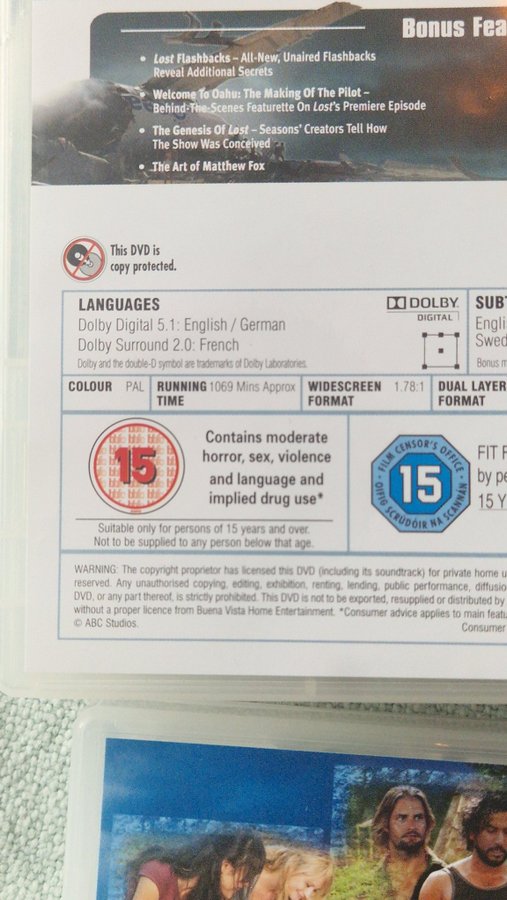 Bonus Fea
• Lost Flashbacks – All-New, Unaired Flashbacks
Reveal Additional Secrets
• Welcome To Oahu: The Making Of The Pilot –
Behind-The-Scenes Featurette On Lost's Premiere Episode
• The Genesis Of Lost – Seasons' Creators Tell How
The Show Was Conceived
• The Art of Matthew Fox
This DVD is
copy protected.
LANGUAGES
Dolby Digital 5.1: English / German
Dolby Surround 2.0: French
Dolby and the double-D symbol are trademarks of Dolby Laboratories.
DOLBY
DIGITAL
SUBT
Engli
Swed
Bonus m
COLOUR PAL
RUNNING 1069 Mins Approx
TIME
WIDESCREEN 1.78:1
FORMAT
DUAL LAYER
FORMAT
15
Contains moderate
horror, sex, violence
and language and
implied drug use*
Suitable only for persons of 15 years and over.
Not to be supplied to any person below that age.
FILM CENSOR'S OFFICE
15
OIFIG SCRÚDÓIR NA SCANNÁN
FIT F
by pe
15 Y
WARNING: The copyright proprietor has licensed this DVD (including its soundtrack) for private home u
reserved. Any unauthorised copying, editing, exhibition, renting, lending, public performance, diffusio
DVD, or any part thereof, is strictly prohibited. This DVD is not to be exported, resupplied or distributed by
without a proper licence from Buena Vista Home Entertainment. *Consumer advice applies to main featu
© ABC Studios.
Consumer